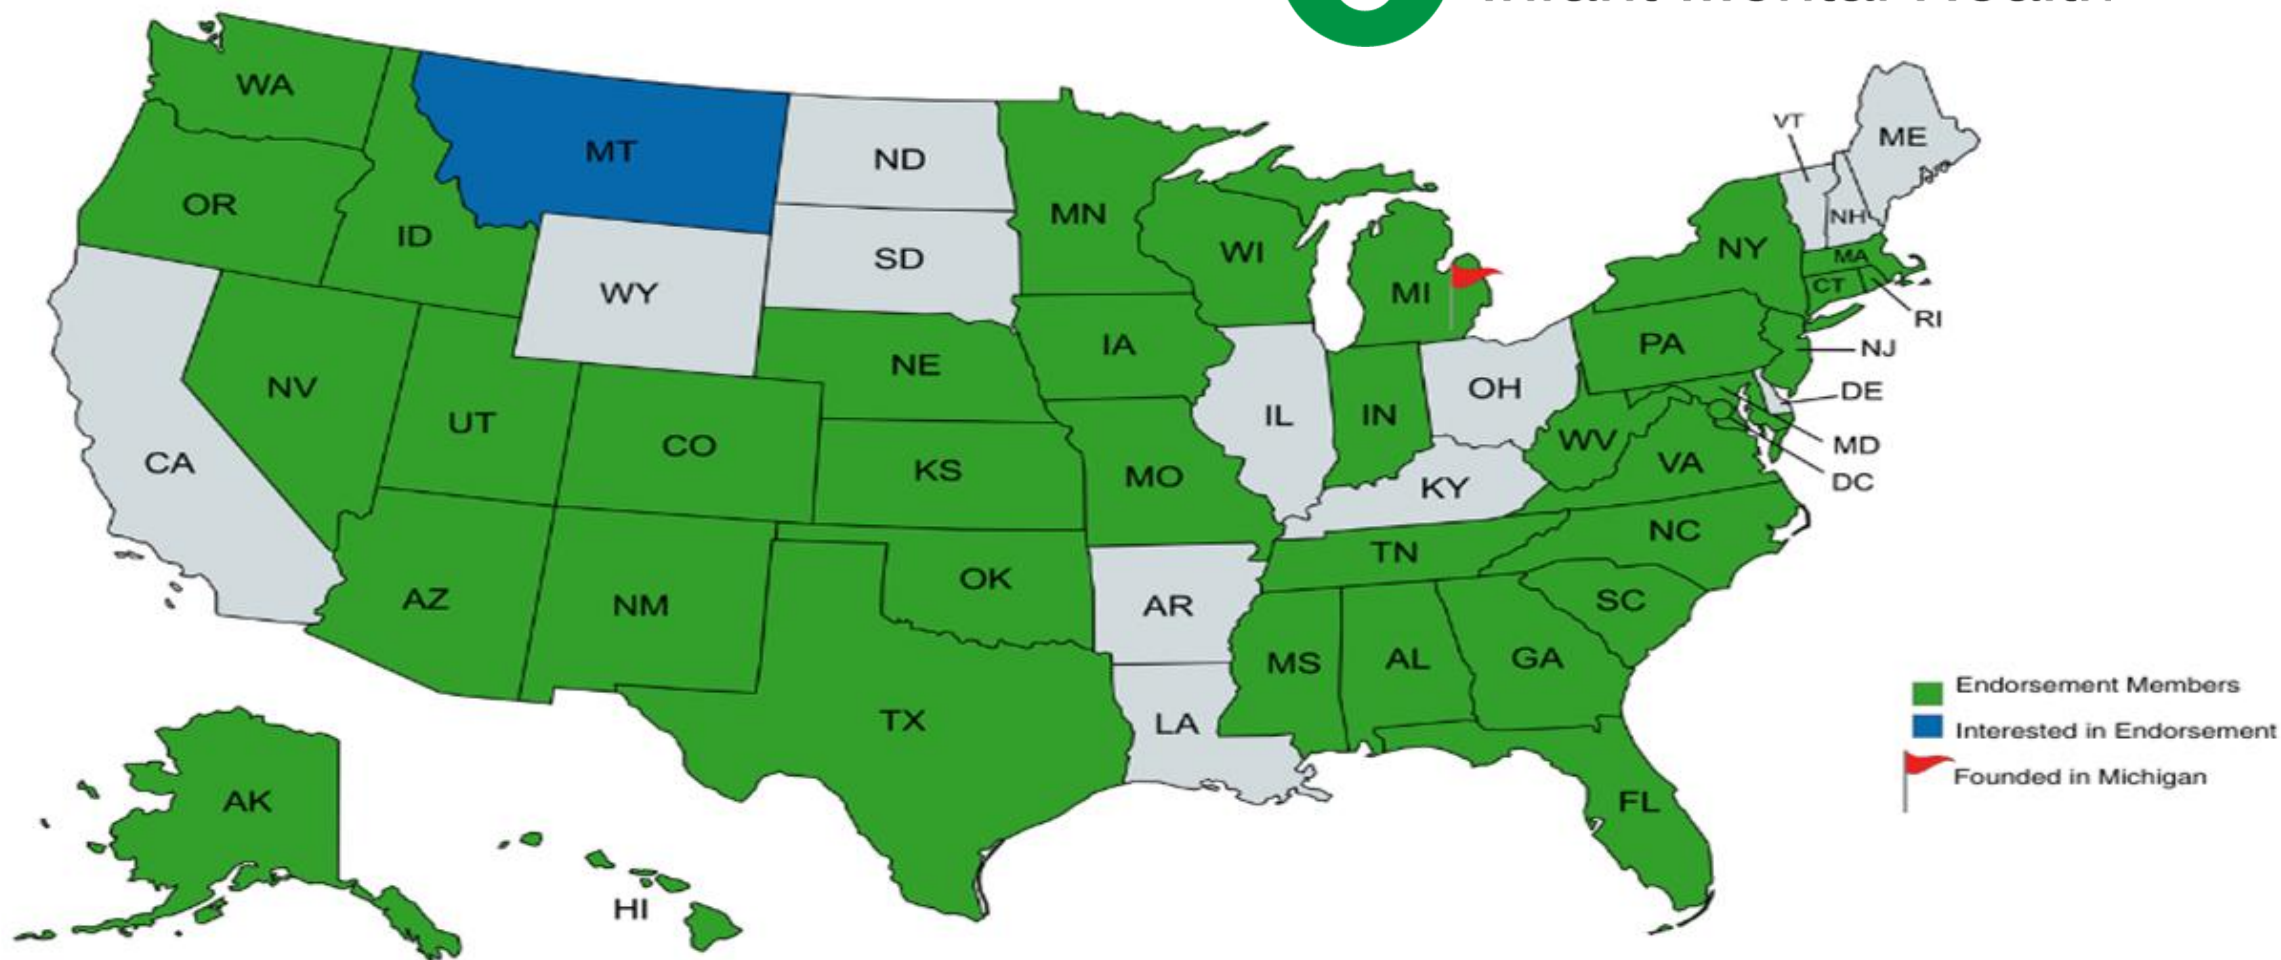 WA
MT
ND
MN
VT
ME
OR
ID
SD
WI
MI
NY
NH
MA
CT
RI
WY
NE
IA
PA
NJ
NV
UT
CO
KS
MO
IL
IN
OH
WV
VA
DE
MD
DC
CA
KY
NC
TN
AZ
NM
OK
AR
SC
MS
AL
GA
TX
LA
FL
AK
HI
Endorsement Members
Interested in Endorsement
Founded in Michigan